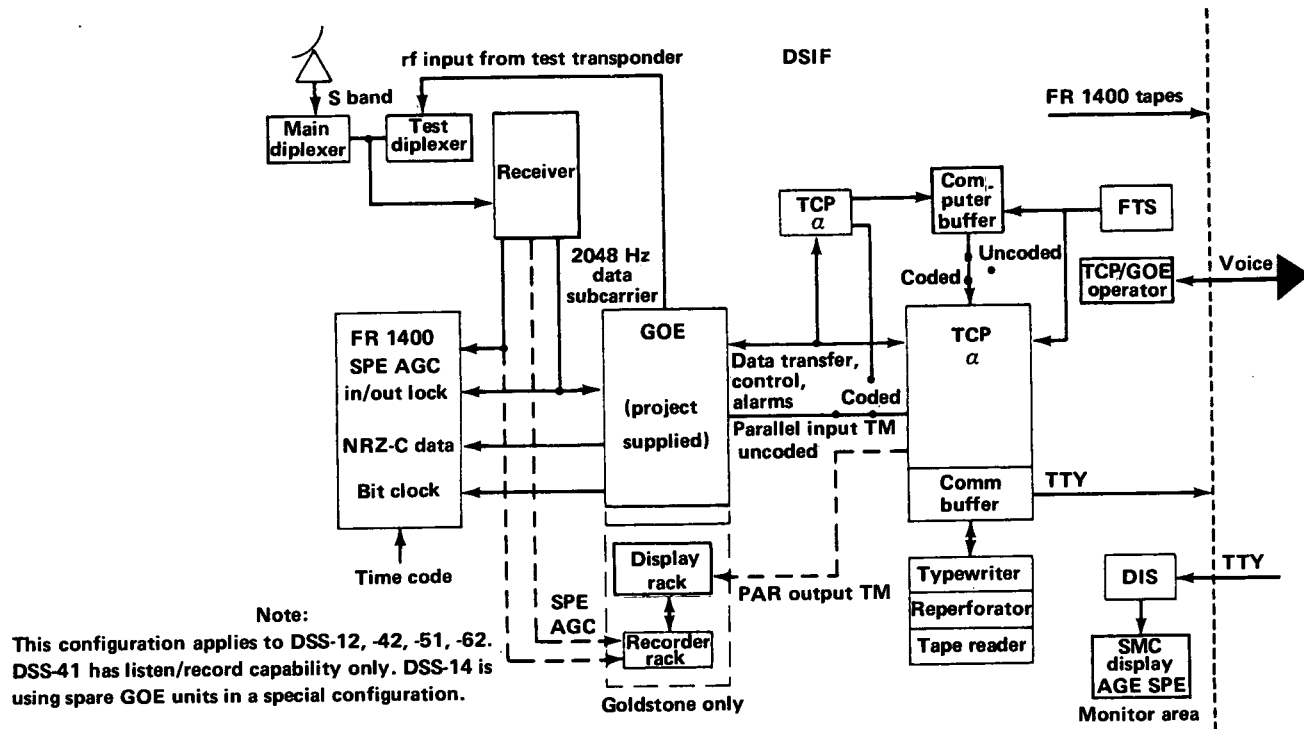 rf input from test transponder
DSIF
S band
FR 1400 tapes
Main
diplexer
Test
diplexer
Receiver
Com-
puter
buffer
TCP
α
FTS
2048 Hz
data
subcarrier
Uncoded
Coded
Voice
TCP/GOE
operator
FR 1400
SPE AGC
in/out lock
NRZ-C data
Bit clock
GOE
(project
supplied)
TCP
α
Data transfer,
control,
alarms
Coded
Parallel input TM
uncoded
Comm
buffer
TTY
Time code
Display
rack
PAR output TM
Typewriter
Reperforator
Tape reader
DIS
TTY
SPE
AGC
Recorder
rack
SMC
display
AGE SPE
Goldstone only
Monitor area
Note:
This configuration applies to DSS-12, -42, -51, -62.
DSS-41 has listen/record capability only. DSS-14 is
using spare GOE units in a special configuration.